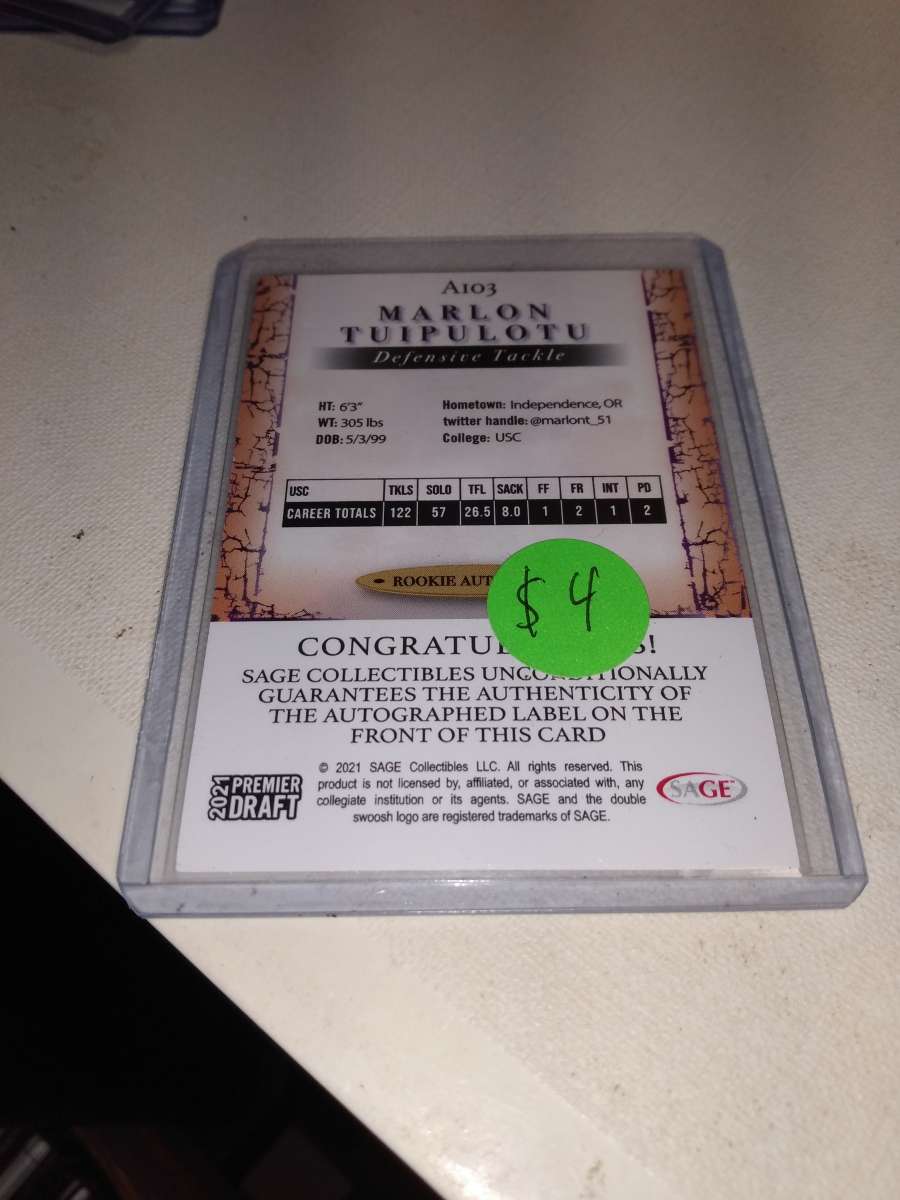 A103
MARLON
TUIPULOTU
Defensive Tackle
HT: 6'3"
WT: 305 lbs
DOB: 5/3/99
Hometown: Independence, OR
twitter handle: @marlont_51
College: USC
USC TKLS SOLO TFL SACK FF FR INT PD
CAREER TOTALS 122 57 26.5 8.0 1 2 1 2
ROOKIE AUT
$4
CONGRATUL S!
SAGE COLLECTIBLES UNCONDITIONALLY
GUARANTEES THE AUTHENTICITY OF
THE AUTOGRAPHED LABEL ON THE
FRONT OF THIS CARD
2021 PREMIER
DRAFT
© 2021 SAGE Collectibles LLC. All rights reserved. This
product is not licensed by, affiliated, or associated with, any
collegiate institution or its agents. SAGE and the double
swoosh logo are registered trademarks of SAGE.
SAGE